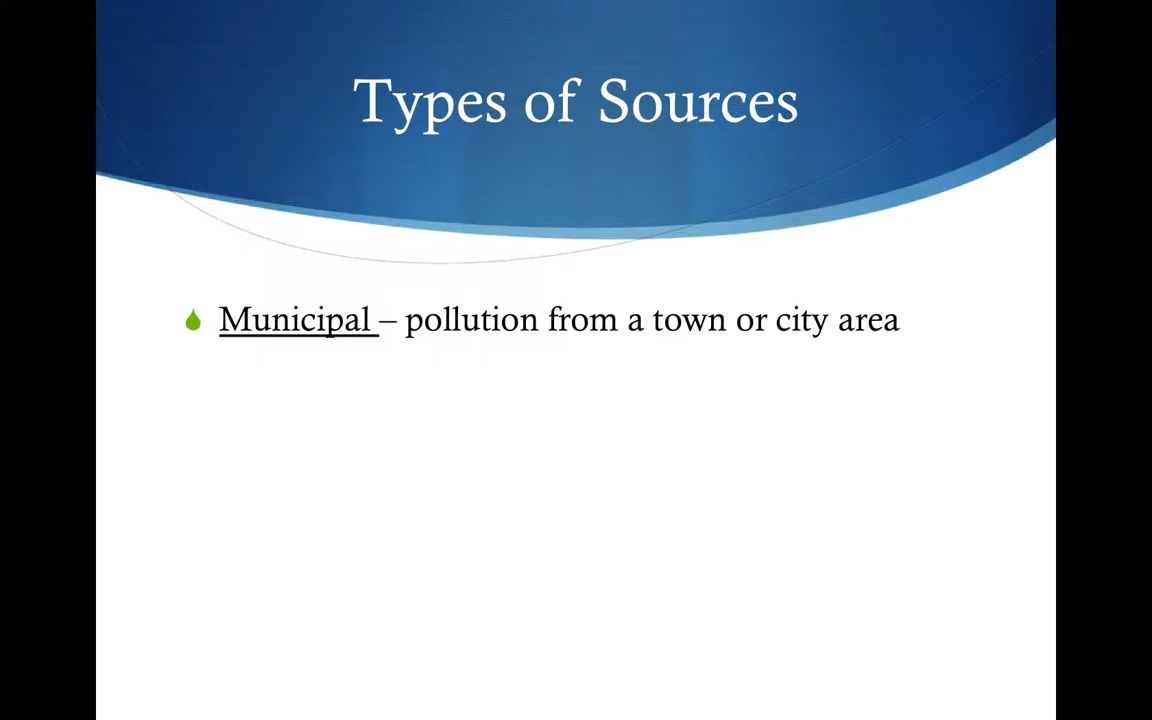 Types of Sources
Municipal – pollution from a town or city area